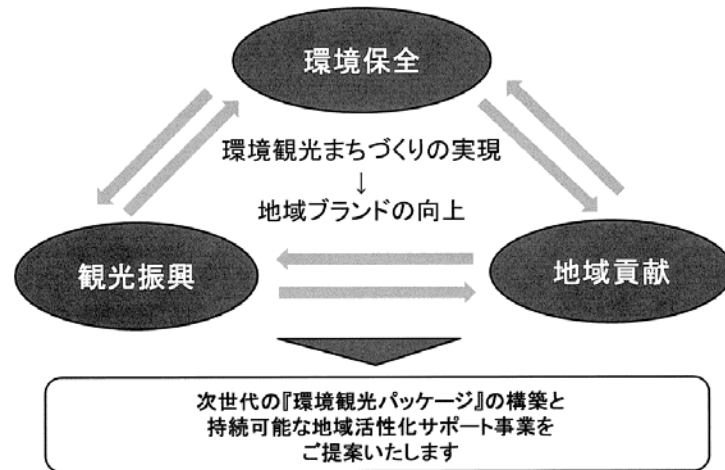 環境保全
環境観光まちづくりの実現
↓
地域ブランドの向上
観光振興
地域貢献
次世代の『環境観光パッケージ』の構築と
持続可能な地域活性化サポート事業を
ご提案いたします